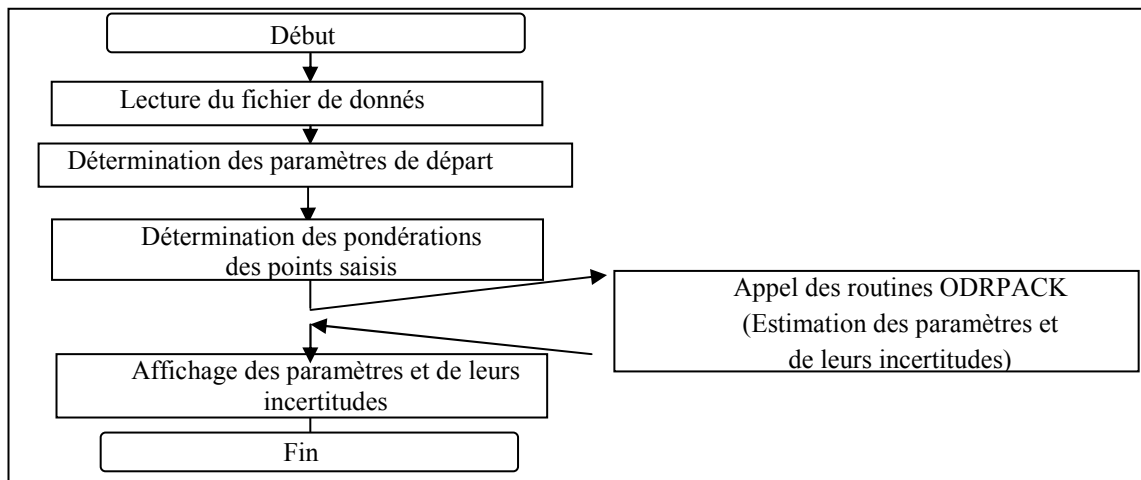 Début
Lecture du fichier de donnés
Détermination des paramètres de départ
Détermination des pondérations
des points saisis
Appel des routines ODRPACK
(Estimation des paramètres et
de leurs incertitudes)
Affichage des paramètres et de leurs
incertitudes
Fin